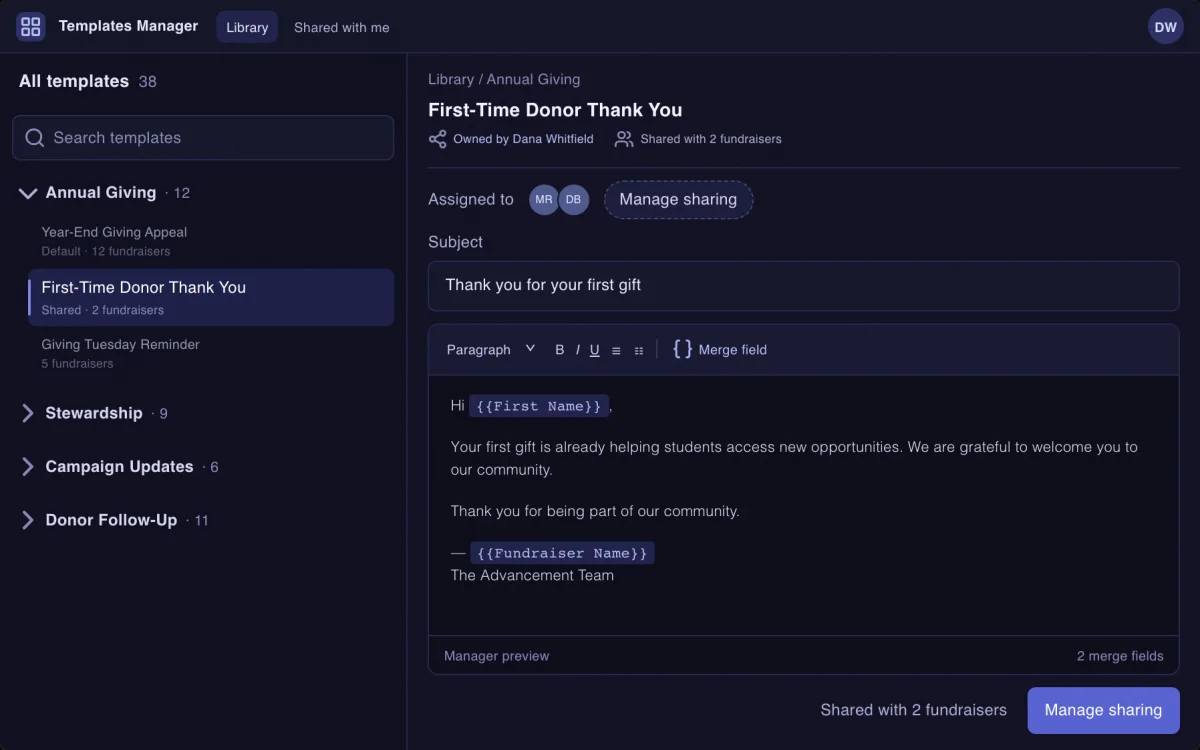 Templates Manager
Library
Shared with me
DW
All templates 38
Search templates
Annual Giving · 12
Year-End Giving Appeal
Default · 12 fundraisers
First-Time Donor Thank You
Shared · 2 fundraisers
Giving Tuesday Reminder
5 fundraisers
Stewardship · 9
Campaign Updates · 6
Donor Follow-Up · 11
Library / Annual Giving
First-Time Donor Thank You
Owned by Dana Whitfield
Shared with 2 fundraisers
Assigned to MR DB Manage sharing
Subject
Thank you for your first gift
Paragraph B I U {} Merge field
Hi {{First Name}},
Your first gift is already helping students access new opportunities. We are grateful to welcome you to
our community.
Thank you for being part of our community.
— {{Fundraiser Name}}
The Advancement Team
Manager preview
2 merge fields
Shared with 2 fundraisers
Manage sharing